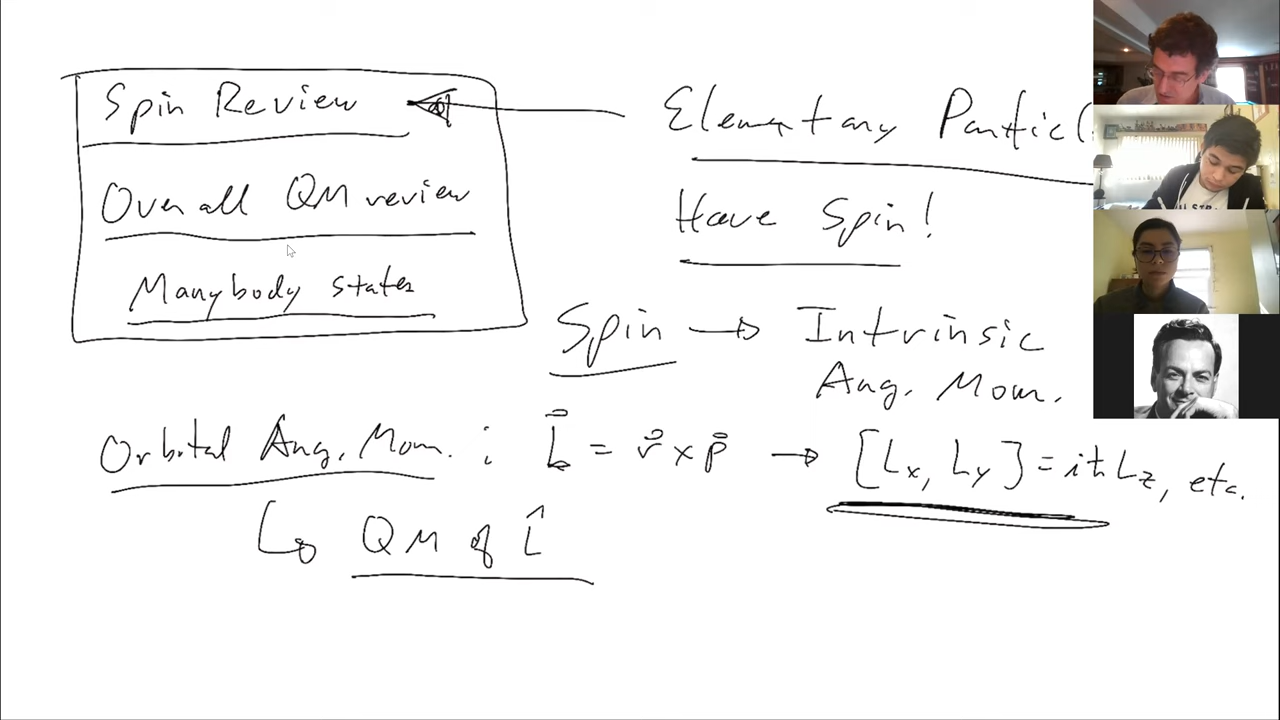 Spin Review
Overall QM review
Manybody states
Elementary Partic
Have Spin!
Spin → Intrinsic
Ang. Mom.
Orbital Ang. Mom. : L⃗ = r⃗ × p⃗ → [Lx, Ly] = iħLz, etc.
↳ QM of L̂